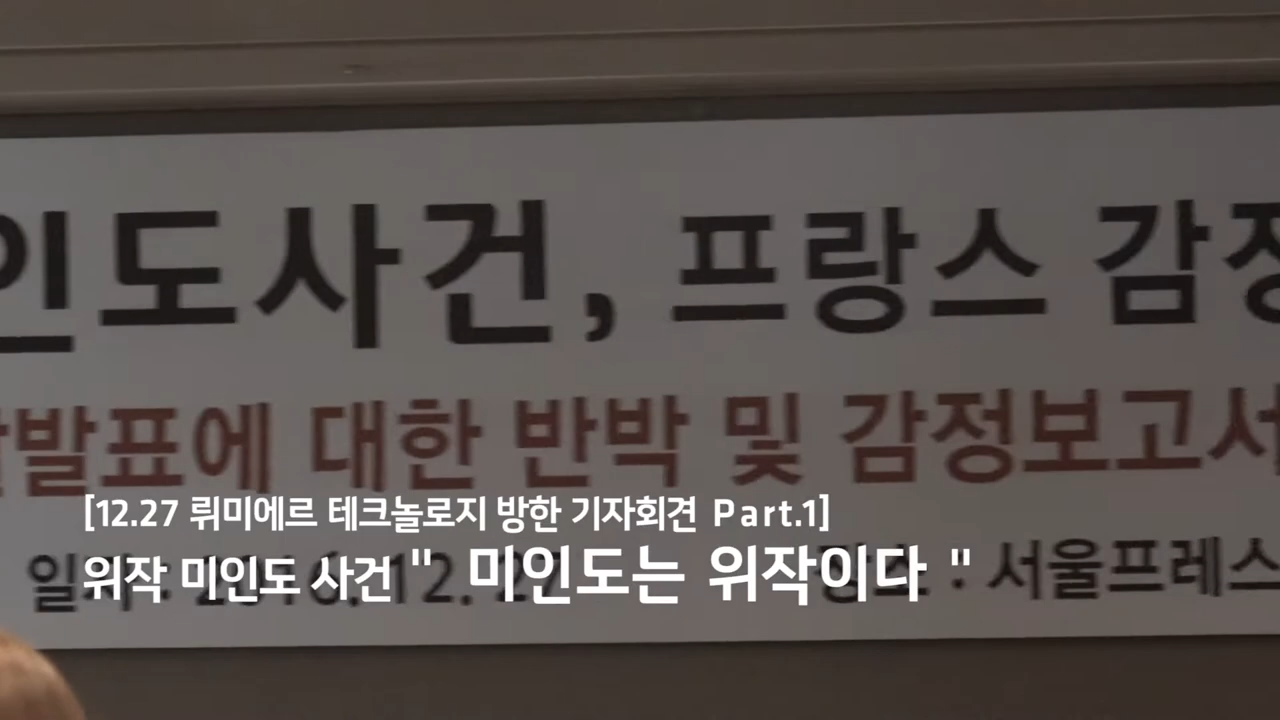 인도사건, 프랑스 감정
발표에 대한 반박 및 감정보고서
[12.27 뤼미에르 테크놀로지 방한 기자회견 Part.1]
위작 미인도 사건 " 미인도는 위작이다 "
: 서울프레스